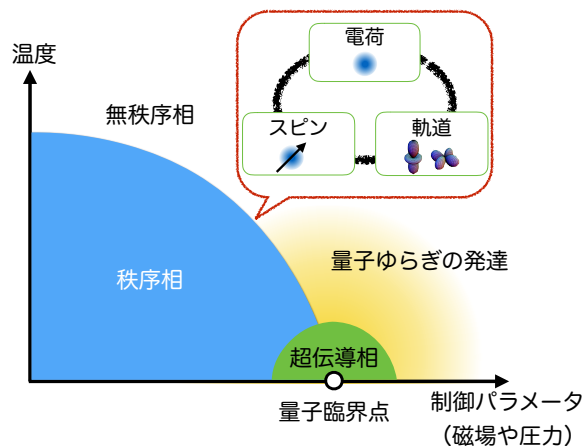 温度
電荷
無秩序相
スピン
軌道
量子ゆらぎの発達
秩序相
超伝導相
量子臨界点
制御パラメータ
（磁場や圧力）